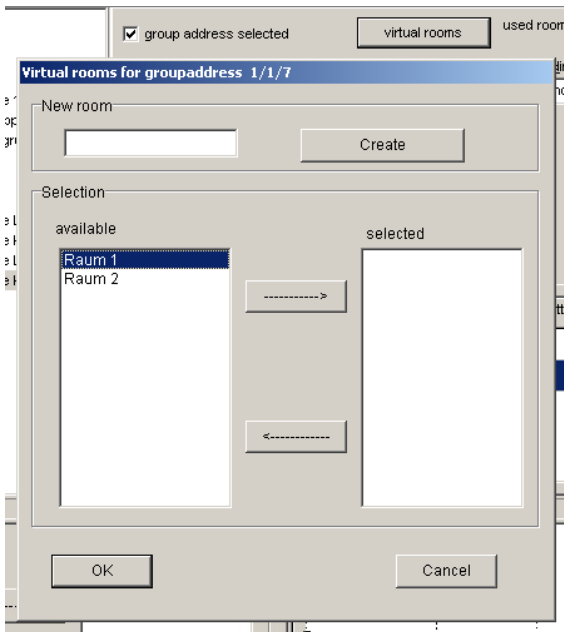 group address selected
virtual rooms
used room
Virtual rooms for groupaddress 1/1/7
New room
Create
Selection
available
selected
Raum 1
Raum 2
----------->
<-----------
OK
Cancel